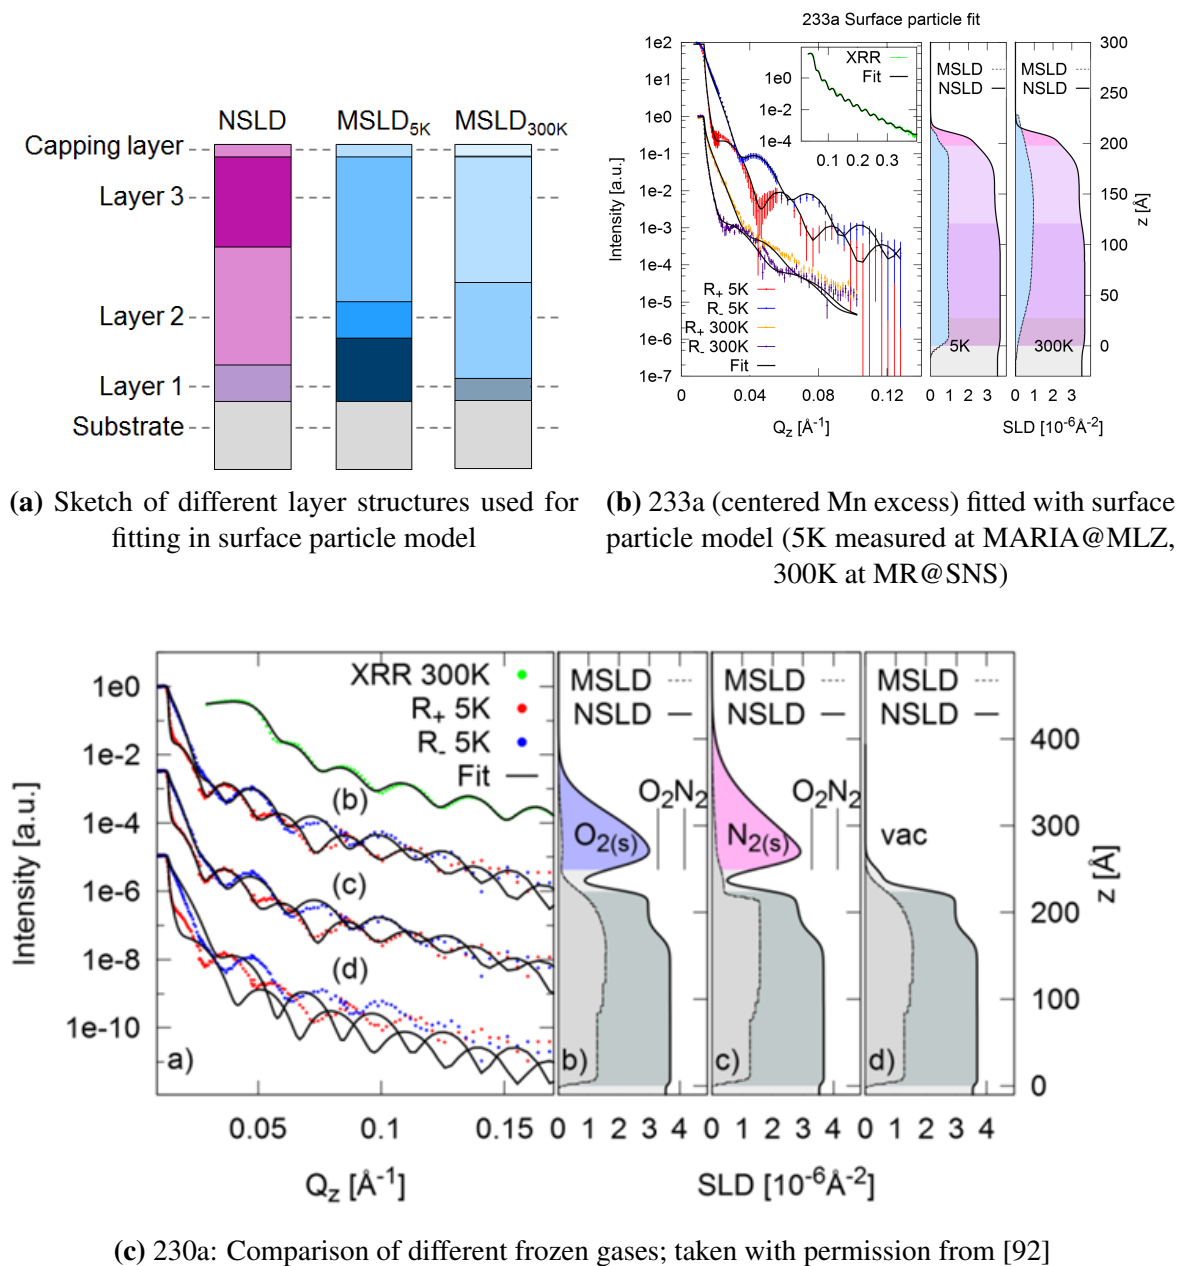 NSLD
MSLD5K
MSLD300K
Capping layer
Layer 3
Layer 2
Layer 1
Substrate
(a) Sketch of different layer structures used for
fitting in surface particle model
233a Surface particle fit
1e2
1e1
1e0
1e-1
1e-2
1e-3
1e-4
1e-5
1e-6
1e-7
Intensity [a.u.]
XRR
Fit
1e0
1e-2
1e-4
0.1 0.2 0.3
R+ 5K
R- 5K
R+ 300K
R- 300K
Fit
0 0.04 0.08 0.12
Qz [Å-1]
MSLD
NSLD
5K
0 1 2 3
MSLD
NSLD
300K
0 1 2 3
SLD [10-6Å-2]
300
250
200
150
100
50
0
z [Å]
(b) 233a (centered Mn excess) fitted with surface
particle model (5K measured at MARIA@MLZ,
300K at MR@SNS)
XRR 300K
R+ 5K
R- 5K
Fit
1e0
1e-2
1e-4
1e-6
1e-8
1e-10
Intensity [a.u.]
(b)
(c)
(d)
a)
0.05 0.1 0.15
Qz [Å-1]
MSLD
NSLD
O2N2
O2(s)
b)
0 1 2 3
MSLD
NSLD
O2N2
N2(s)
c)
0 1 2 3
MSLD
NSLD
vac
d)
0 1 2 3 4
SLD [10-6Å-2]
400
300
200
100
0
z [Å]
(c) 230a: Comparison of different frozen gases; taken with permission from [92]